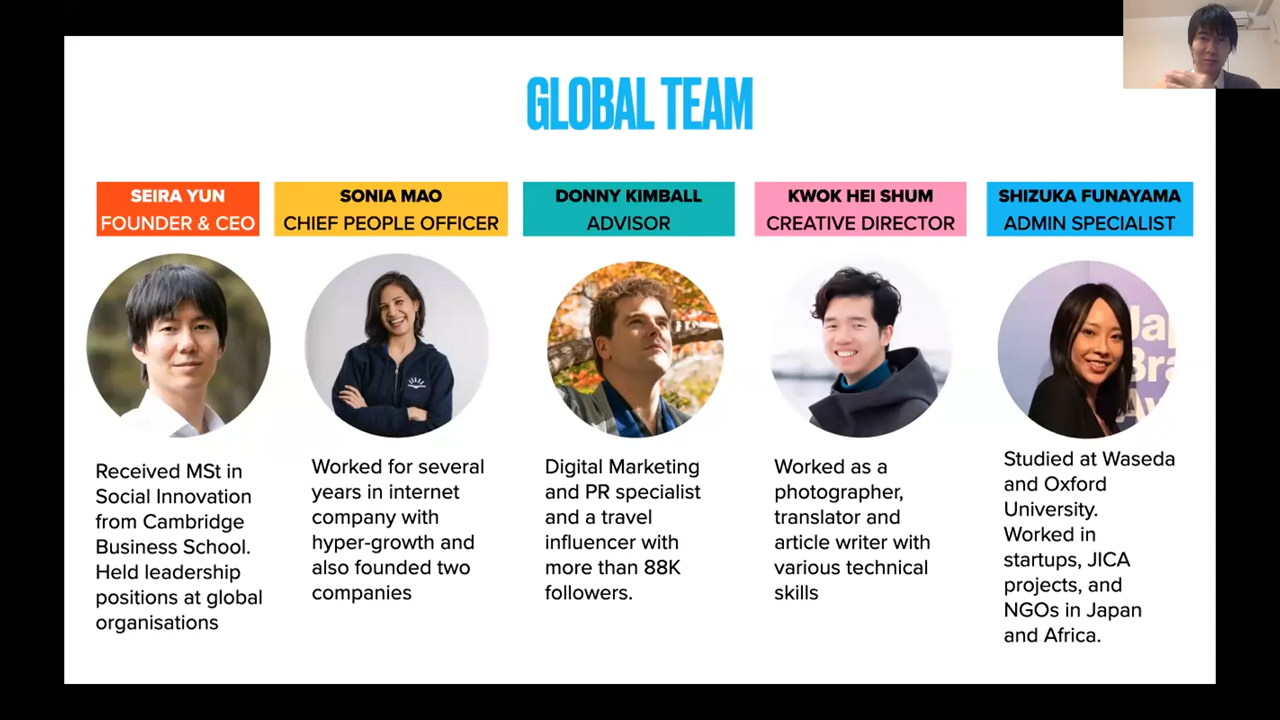 GLOBAL TEAM
SEIRA YUN
FOUNDER & CEO
Received MSt in
Social Innovation
from Cambridge
Business School.
Held leadership
positions at global
organisations
SONIA MAO
CHIEF PEOPLE OFFICER
Worked for several
years in internet
company with
hyper-growth and
also founded two
companies
DONNY KIMBALL
ADVISOR
Digital Marketing
and PR specialist
and a travel
influencer with
more than 88K
followers.
KWOK HEI SHUM
CREATIVE DIRECTOR
Worked as a
photographer,
translator and
article writer with
various technical
skills
SHIZUKA FUNAYAMA
ADMIN SPECIALIST
Studied at Waseda
and Oxford
University.
Worked in
startups, JICA
projects, and
NGOs in Japan
and Africa.